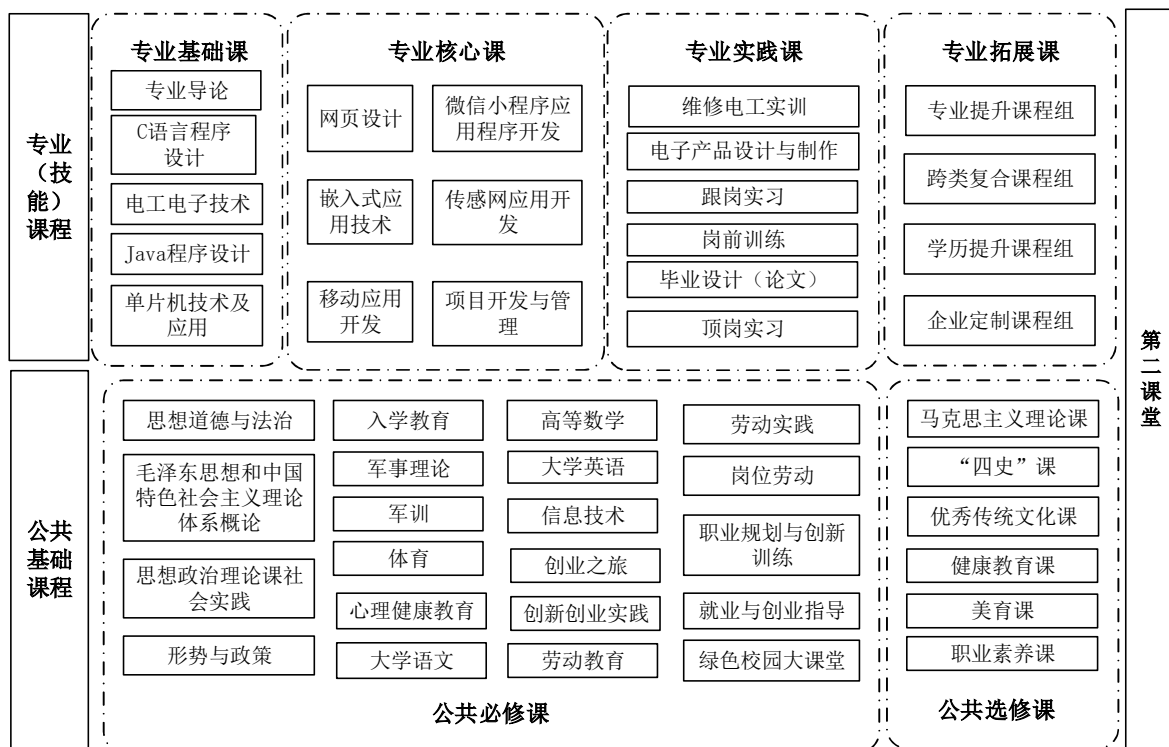 专业
（技
能）
课程
专业基础课
专业导论
C语言程序
设计
电工电子技术
Java程序设计
单片机技术及
应用
专业核心课
网页设计
微信小程序应
用程序开发
嵌入式应
用技术
传感网应用开
发
移动应用
开发
项目开发与管
理
专业实践课
维修电工实训
电子产品设计与制作
跟岗实习
岗前训练
毕业设计（论文）
顶岗实习
专业拓展课
专业提升课程组
跨类复合课程组
学历提升课程组
企业定制课程组
公共
基础
课程
思想道德与法治
毛泽东思想和中国
特色社会主义理论
体系概论
思想政治理论课社
会实践
形势与政策
入学教育
军事理论
军训
体育
心理健康教育
大学语文
高等数学
大学英语
信息技术
创业之旅
创新创业实践
劳动教育
劳动实践
岗位劳动
职业规划与创新
训练
就业与创业指导
绿色校园大课堂
公共必修课
马克思主义理论课
“四史”课
优秀传统文化课
健康教育课
美育课
职业素养课
公共选修课
第
二
课
堂